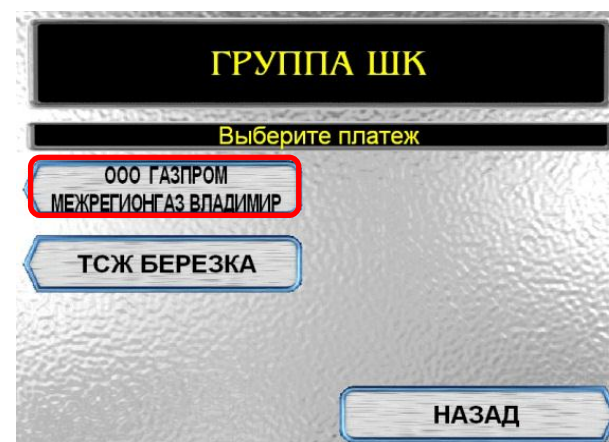 ГРУППА ШК
Выберите платеж
ООО ГАЗПРОМ
МЕЖРЕГИОНГАЗ ВЛАДИМИР
ТСЖ БЕРЕЗКА
НАЗАД